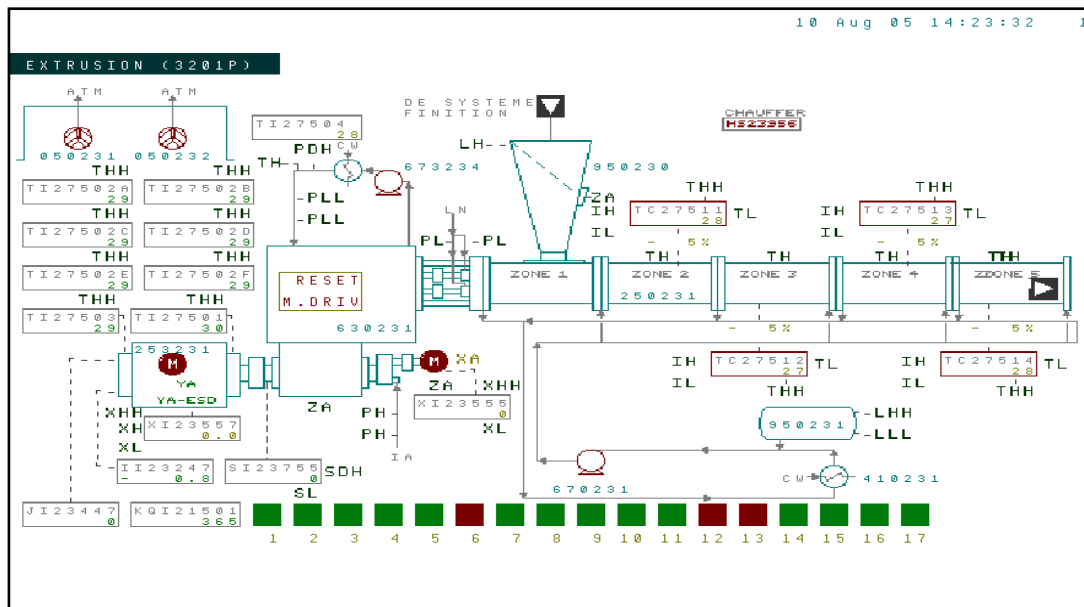 10 Aug 05 14:23:32 1
EXTRUSION (3201P)
ATM ATM
050231 050232
THH THH
TI27502A 29 TI27502B 29
TI27502C 29 TI27502D 29
TI27502E 29 TI27502F 29
THH THH
TI27503 29 TI27501 30
TI27504 28
CW
PDH
TH
PLL
PLL
673234
DE SYSTEME
FINITION
LH
950230
ZA
CHAUFFER
HS23956
LN
PL PL
RESET
M.DRIV
630231
THH THH
IH TC27511 28 TL IH TC27513 27 TL
IL IL
- 5% - 5%
TH TH TH TH
ZONE 1 ZONE 2 ZONE 3 ZONE 4 ZONE 5
250231
- 5% - 5%
IH TC27512 27 TL IH TC27514 28 TL
IL IL
THH THH
253231
M
YA
YA-ESD
ZA
M XA
ZA XHH
XI23555 0
XL
PH
PH
IA
XHH
XH XI23557 0.0
XL
II23247 - 0.8
SI23755 0 SDH
SL
950231
LHH
LLL
670231
CW 410231
JI23447 0 KQI21501 365
1 2 3 4 5 6 7 8 9 10 11 12 13 14 15 16 17